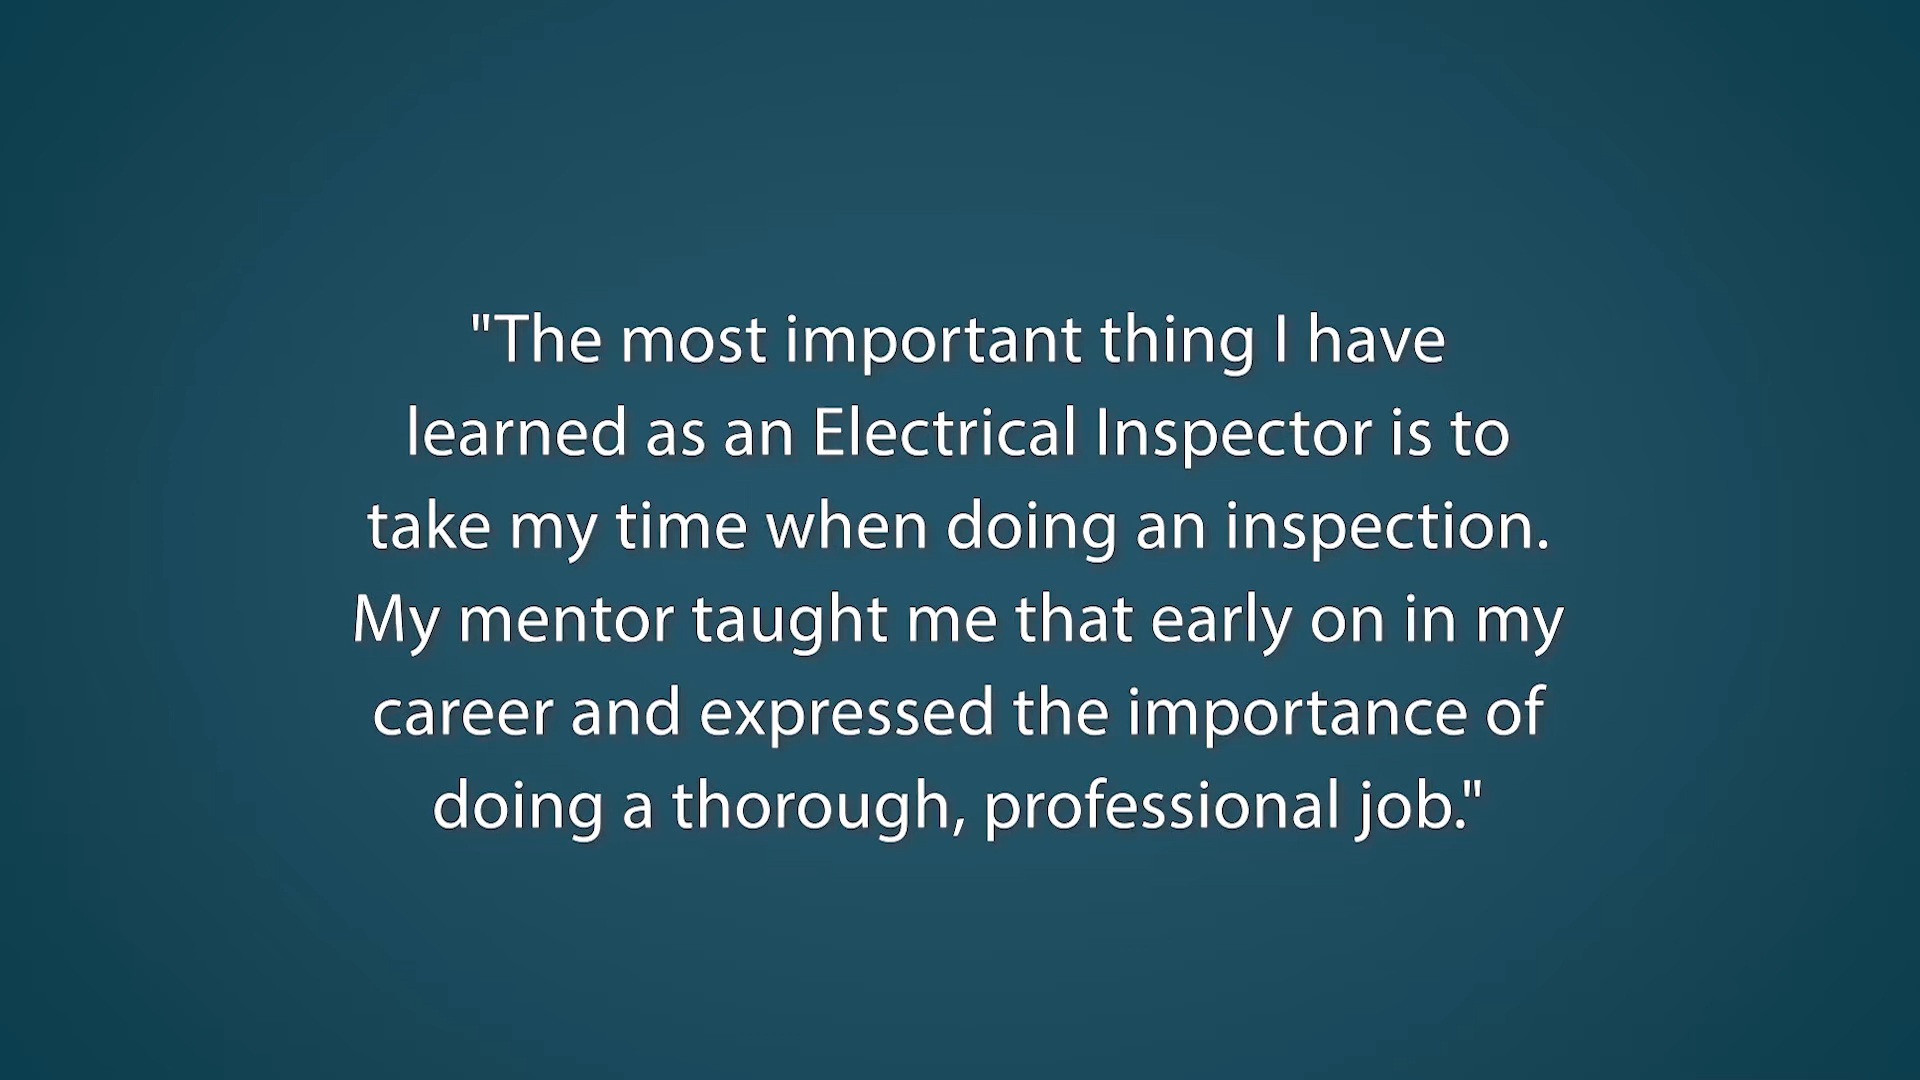 "The most important thing I have
learned as an Electrical Inspector is to
take my time when doing an inspection.
My mentor taught me that early on in my
career and expressed the importance of
doing a thorough, professional job."